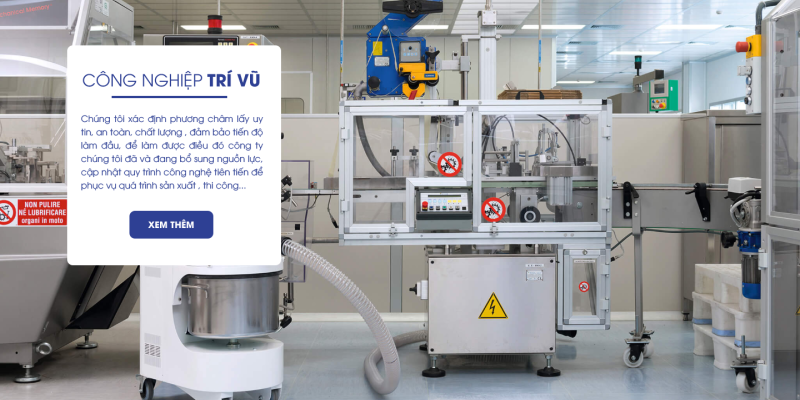 CÔNG NGHIỆP TRÍ VŨ
Chúng tôi xác định phương châm lấy uy
tín, an toàn, chất lượng , đảm bảo tiến độ
làm đầu, để làm được điều đó công ty
chúng tôi đã và đang bổ sung nguồn lực,
cập nhật quy trình công nghệ tiên tiến để
phục vụ quá trình sản xuất , thi công...
XEM THÊM
NON PULIRE
NÉ LUBRIFICARE
organi in moto